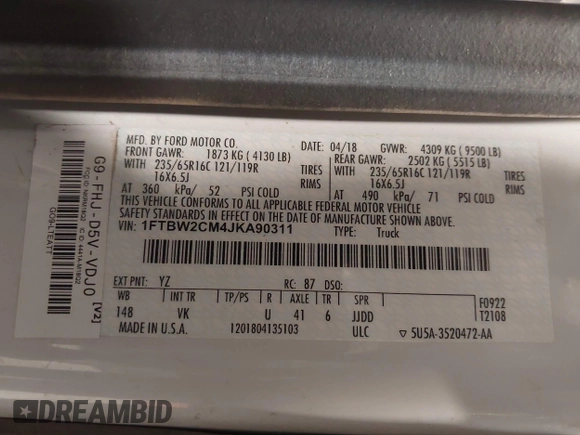 MFD. BY FORD MOTOR CO.
DATE: 04/18 GVWR: 4309 KG ( 9500 LB)
FRONT GAWR: 1873 KG ( 4130 LB)
REAR GAWR: 2502 KG ( 5515 LB)
WITH 235/65R16C 121/119R TIRES
WITH 235/65R16C 121/119R TIRES
16X6.5J RIMS
16X6.5J RIMS
AT 360 kPa/ 52 PSI COLD
AT 490 kPa/ 71 PSI COLD
THIS VEHICLE CONFORMS TO ALL APPLICABLE FEDERAL MOTOR VEHICLE
SAFETY STANDARDS IN EFFECT ON THE DATE OF MANUFACTURE SHOWN ABOVE.
VIN: 1FTBW2CM4JKA90311 TYPE: Truck
EXT PNT: YZ RC: 87 DSO:
WB INT TR TP/PS R AXLE TR SPR
148 VK U 41 6 JJDD
F0922
T2108
MADE IN U.S.A. 1201804135103 ULC ▽ 5U5A-3520472-AA
G9-FHJ-D5V-VDJ0 [V2]
GO9-LTEATT
DREAMBID